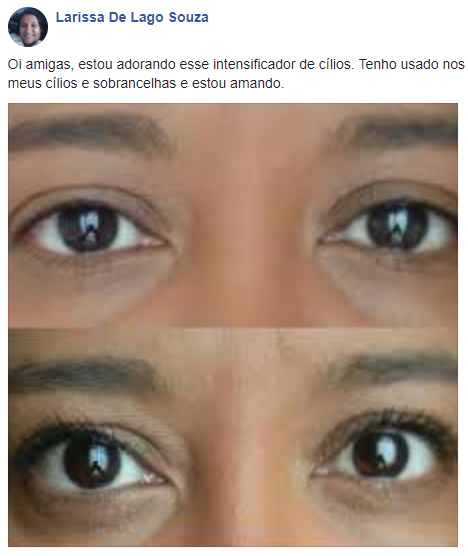 Larissa De Lago Souza
Oi amigas, estou adorando esse intensificador de cílios. Tenho usado nos
meus cílios e sobrancelhas e estou amando.